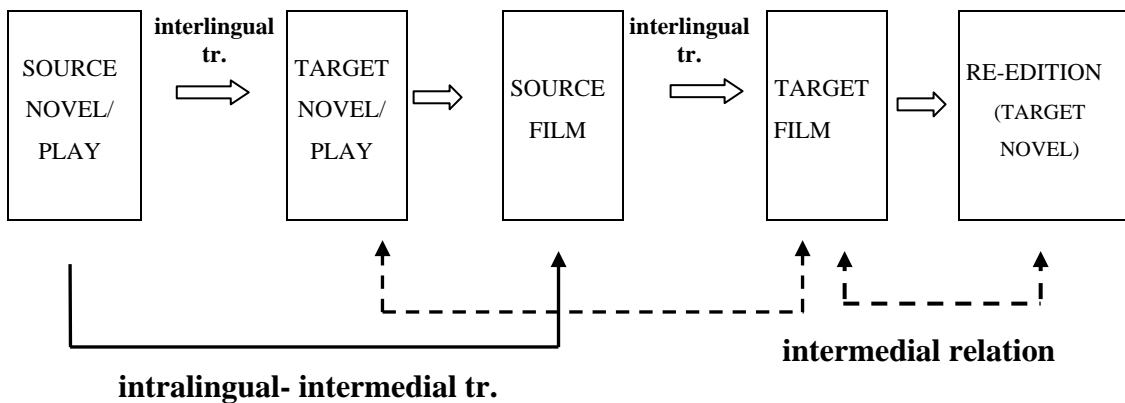 interlingual
tr.
interlingual
tr.
SOURCE
NOVEL/
PLAY
TARGET
NOVEL/
PLAY
SOURCE
FILM
TARGET
FILM
RE-EDITION
(TARGET
NOVEL)
intermedial relation
intralingual- intermedial tr.